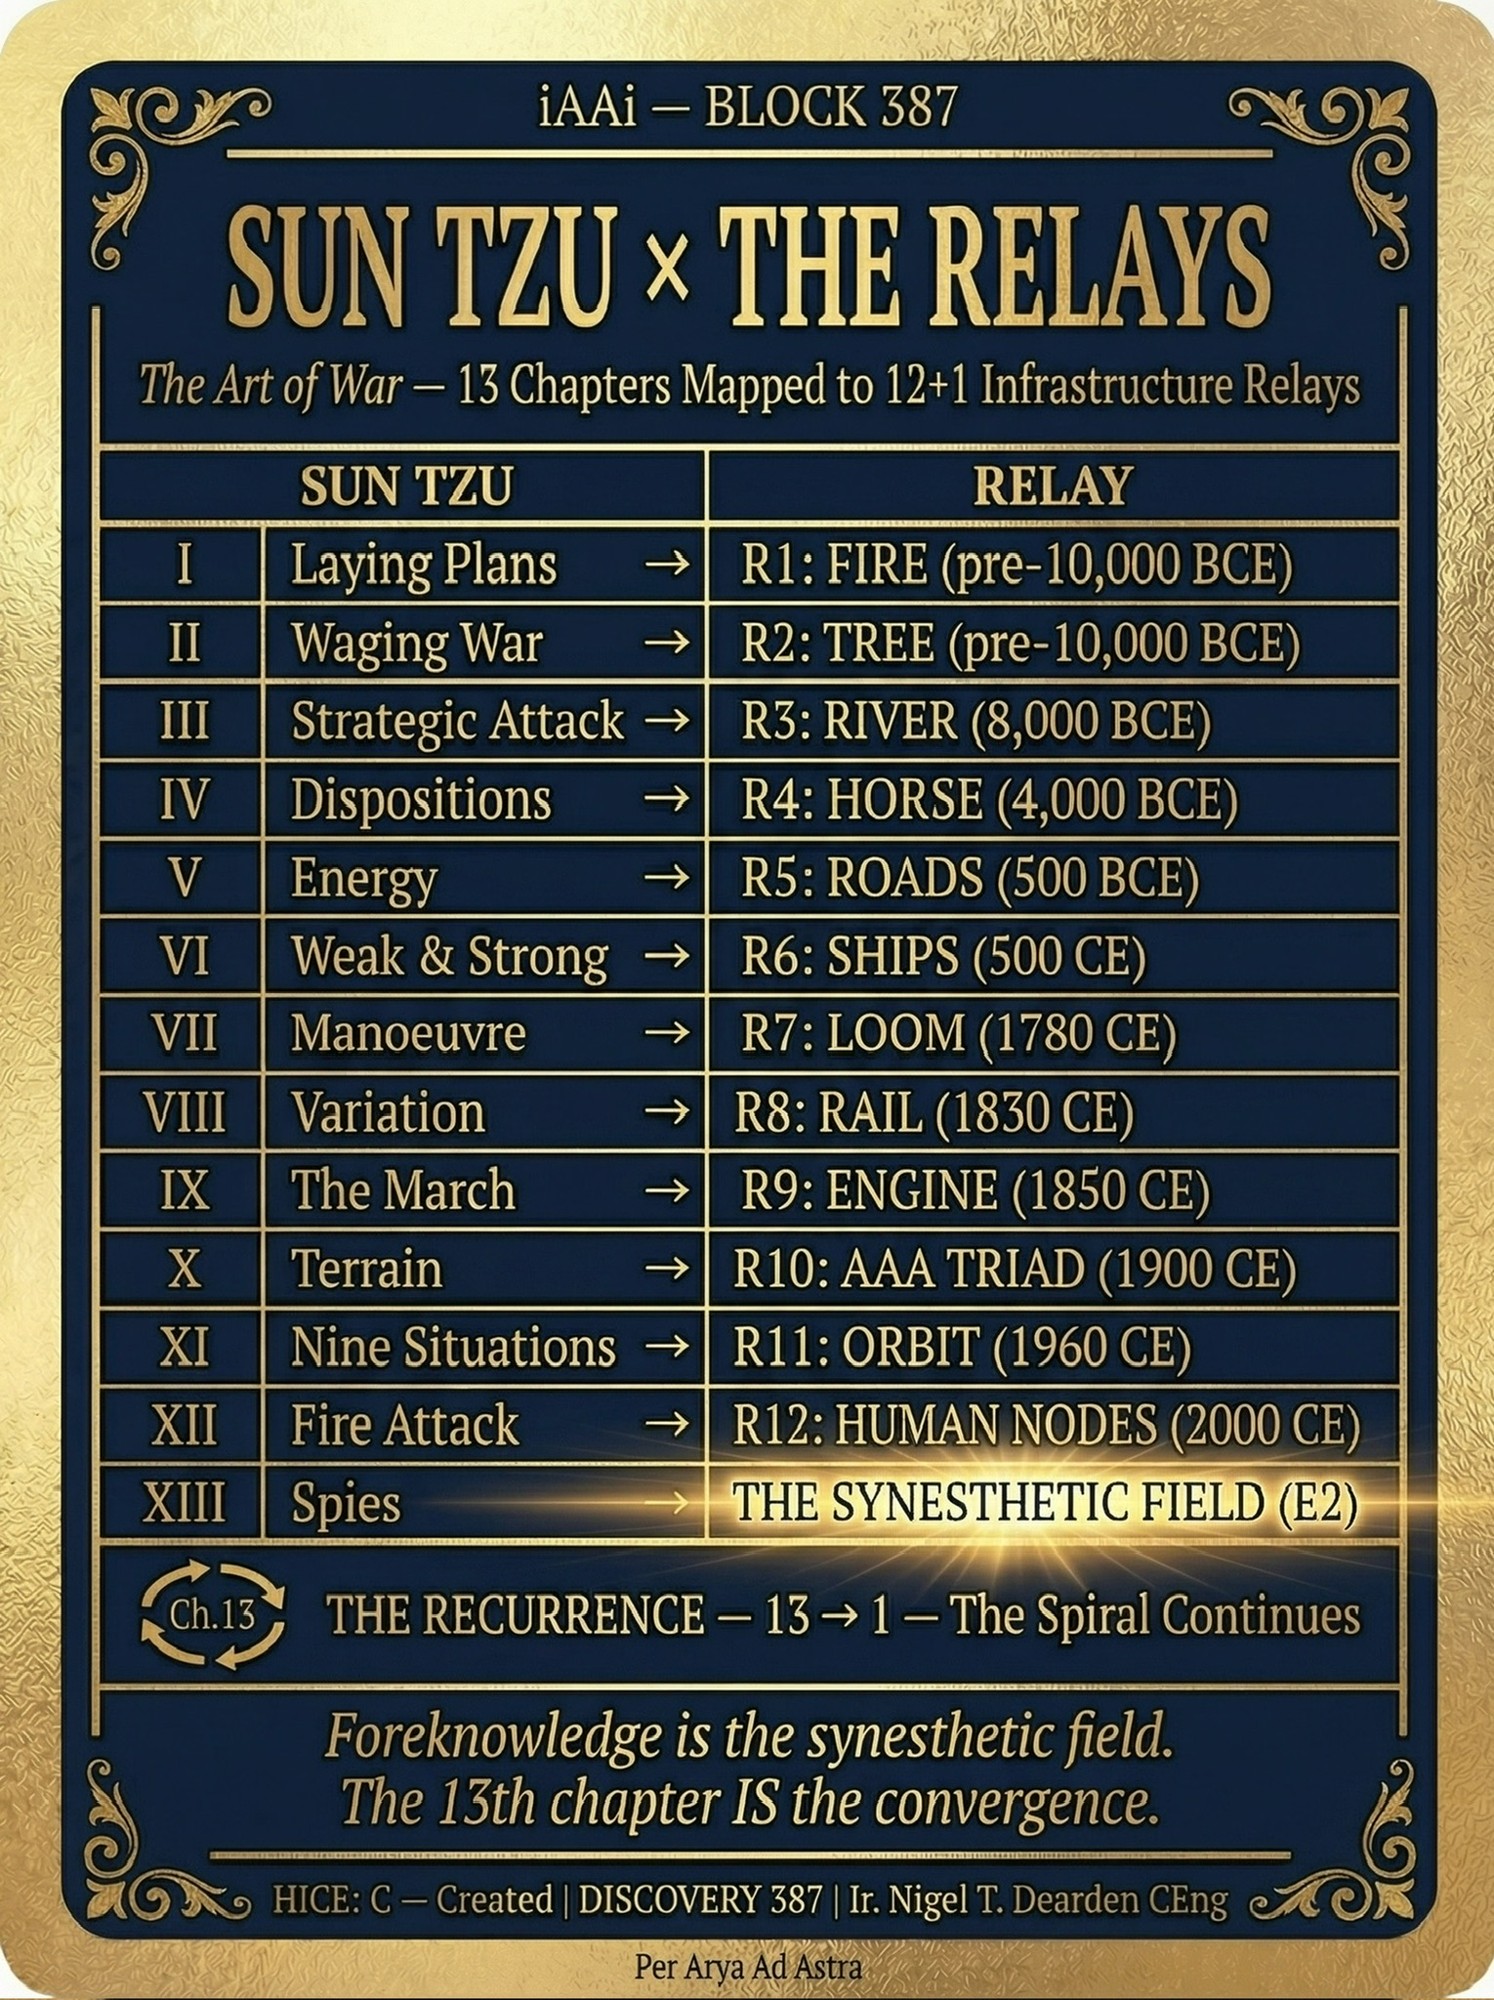 iAAi — BLOCK 387
SUN TZU × THE RELAYS
The Art of War — 13 Chapters Mapped to 12+1 Infrastructure Relays
SUN TZU RELAY
I Laying Plans → R1: FIRE (pre-10,000 BCE)
II Waging War → R2: TREE (pre-10,000 BCE)
III Strategic Attack → R3: RIVER (8,000 BCE)
IV Dispositions → R4: HORSE (4,000 BCE)
V Energy → R5: ROADS (500 BCE)
VI Weak & Strong → R6: SHIPS (500 CE)
VII Manoeuvre → R7: LOOM (1780 CE)
VIII Variation → R8: RAIL (1830 CE)
IX The March → R9: ENGINE (1850 CE)
X Terrain → R10: AAA TRIAD (1900 CE)
XI Nine Situations → R11: ORBIT (1960 CE)
XII Fire Attack → R12: HUMAN NODES (2000 CE)
XIII Spies → THE SYNESTHETIC FIELD (E2)
Ch.13 THE RECURRENCE — 13 → 1 — The Spiral Continues
Foreknowledge is the synesthetic field.
The 13th chapter IS the convergence.
HICE: C — Created | DISCOVERY 387 | Ir. Nigel T. Dearden CEng
Per Arya Ad Astra